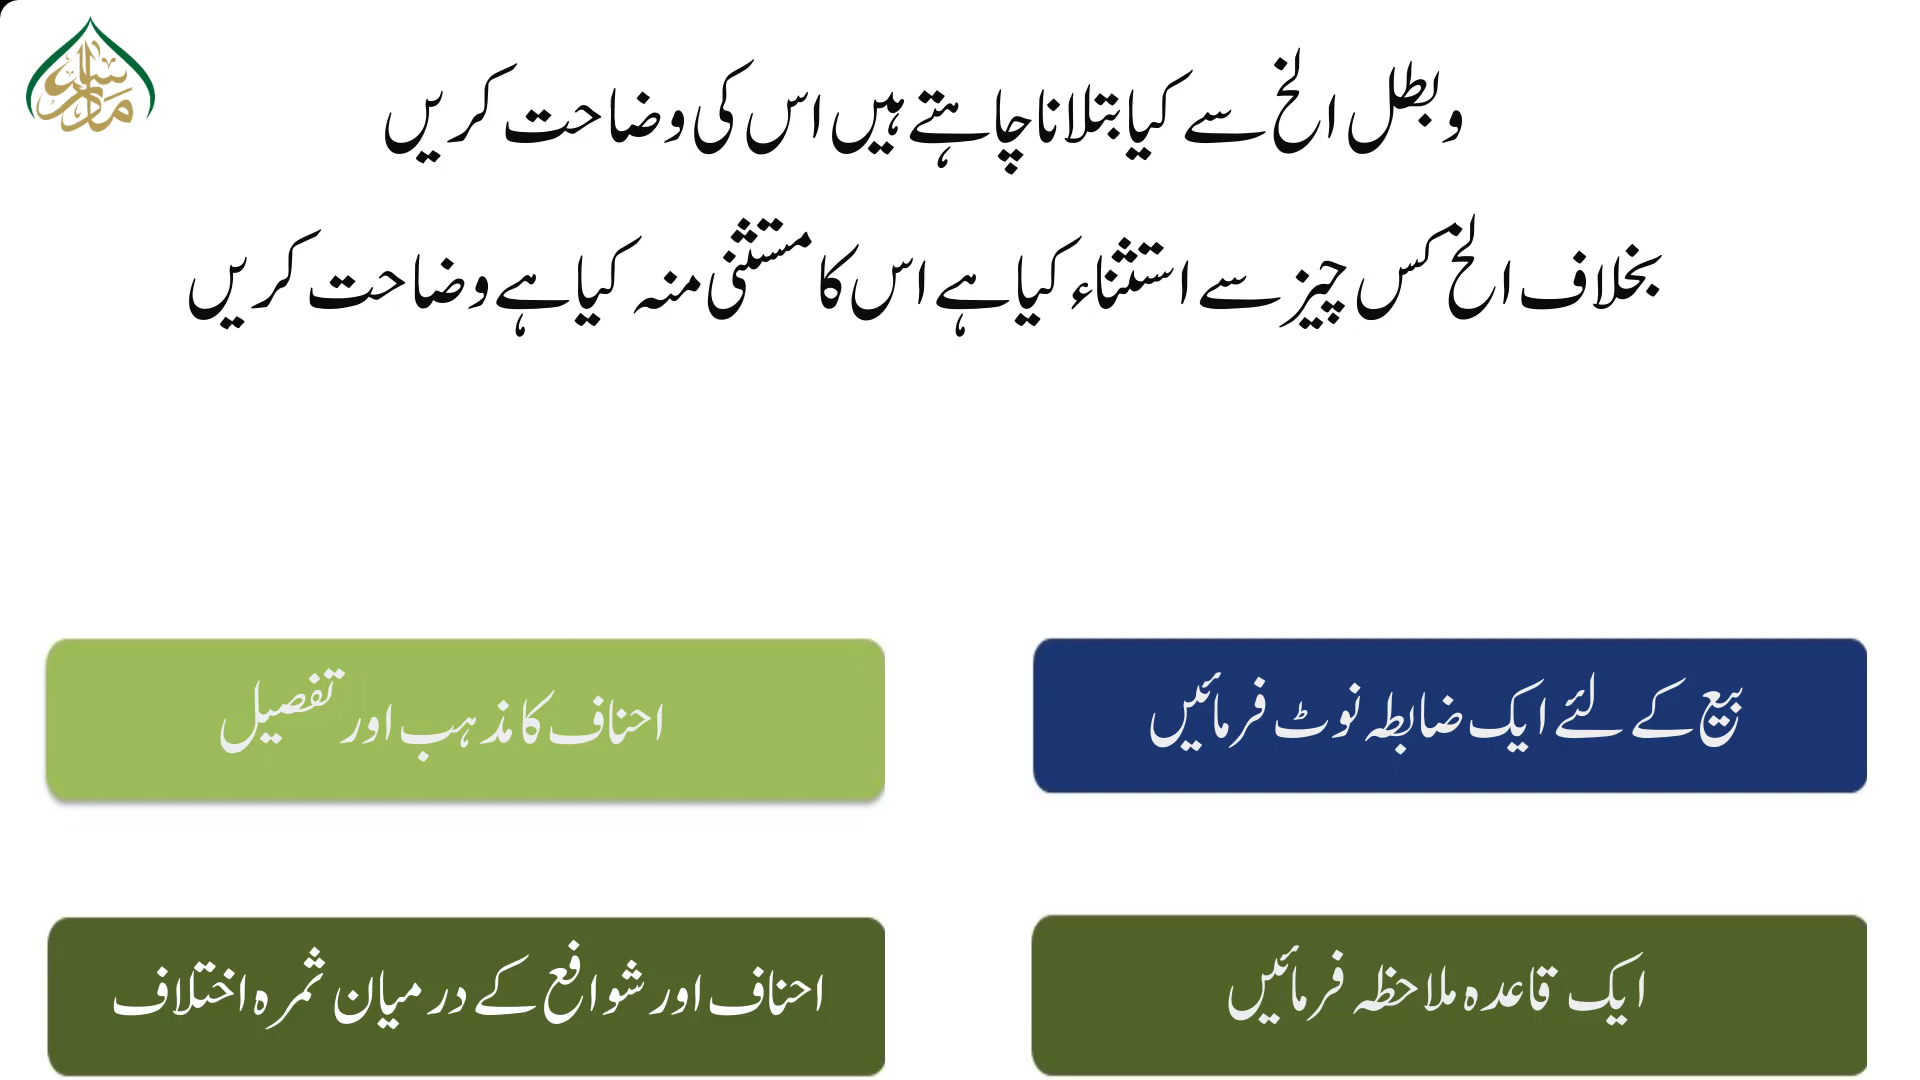 وبطل الخ سے کیا بتلانا چاہتے ہیں اس کی وضاحت کریں
بخلاف الخ کس چیز سے استثناء کیا ہے اس کا مستثنی منہ کیا ہے وضاحت کریں
بیع کے لئے ایک ضابطہ نوٹ فرمائیں
احناف کا مذہب اور تفصیل
ایک قاعدہ ملاحظہ فرمائیں
احناف اور شوافع کے درمیان ثمرہ اختلاف